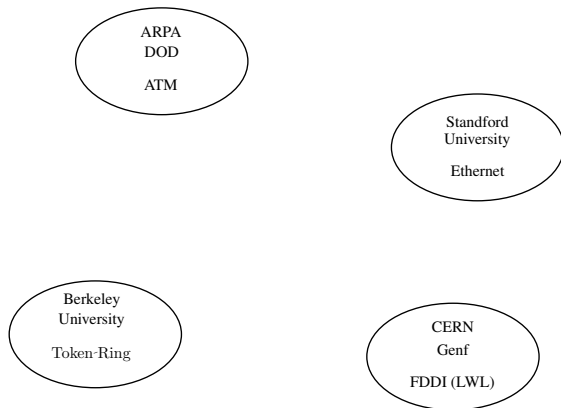 ARPA
DOD
ATM
Standford
University
Ethernet
Berkeley
University
Token-Ring
CERN
Genf
FDDI (LWL)